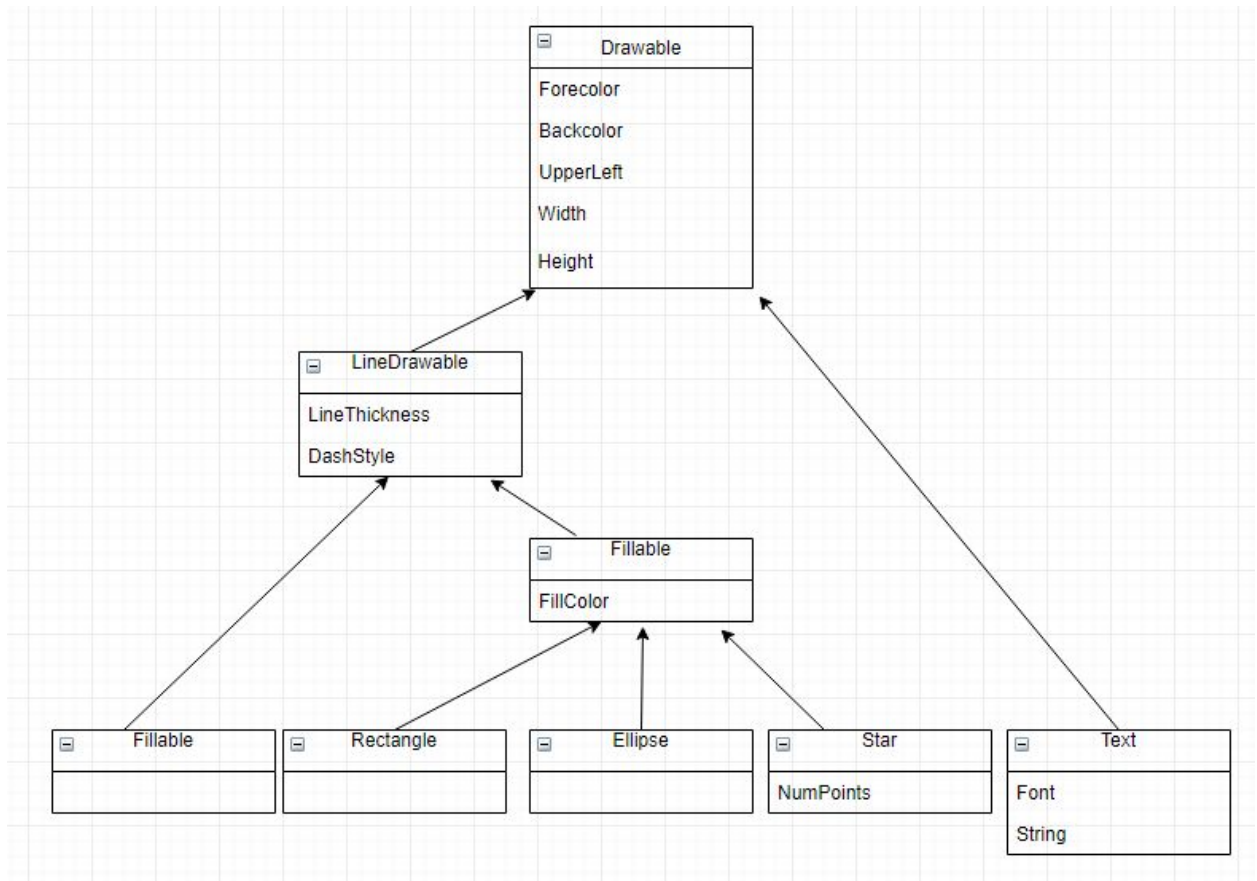 Drawable
Forecolor
Backcolor
UpperLeft
Width
Height
LineDrawable
LineThickness
DashStyle
Fillable
FillColor
Fillable
Rectangle
Ellipse
Star
NumPoints
Text
Font
String